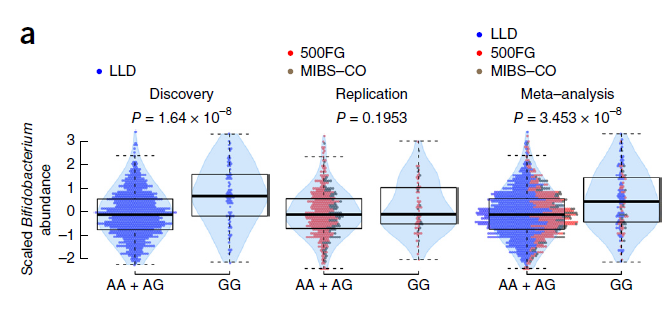 a
LLD
500FG
MIBS–CO
LLD
500FG
MIBS–CO
Discovery
Replication
Meta–analysis
P = 1.64 × 10−8
P = 0.1953
P = 3.453 × 10−8
Scaled Bifidobacterium
abundance
3
2
1
0
−1
−2
AA + AG
GG
AA + AG
GG
AA + AG
GG